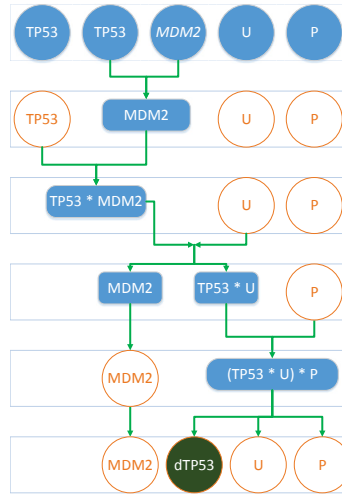 TP53 TP53 MDM2 U P
TP53 MDM2 U P
TP53 * MDM2 U P
MDM2 TP53 * U P
MDM2 (TP53 * U) * P
MDM2 dTP53 U P